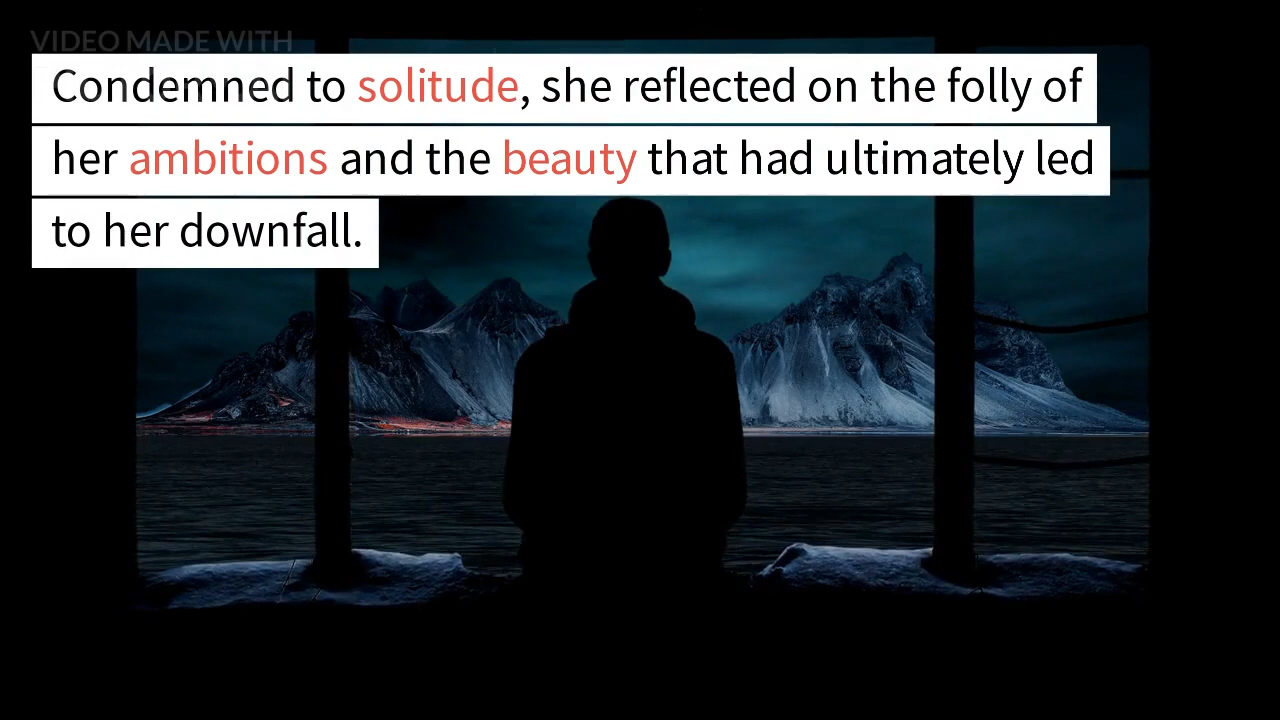 VIDEO MADE WITH
Condemned to solitude, she reflected on the folly of
her ambitions and the beauty that had ultimately led
to her downfall.